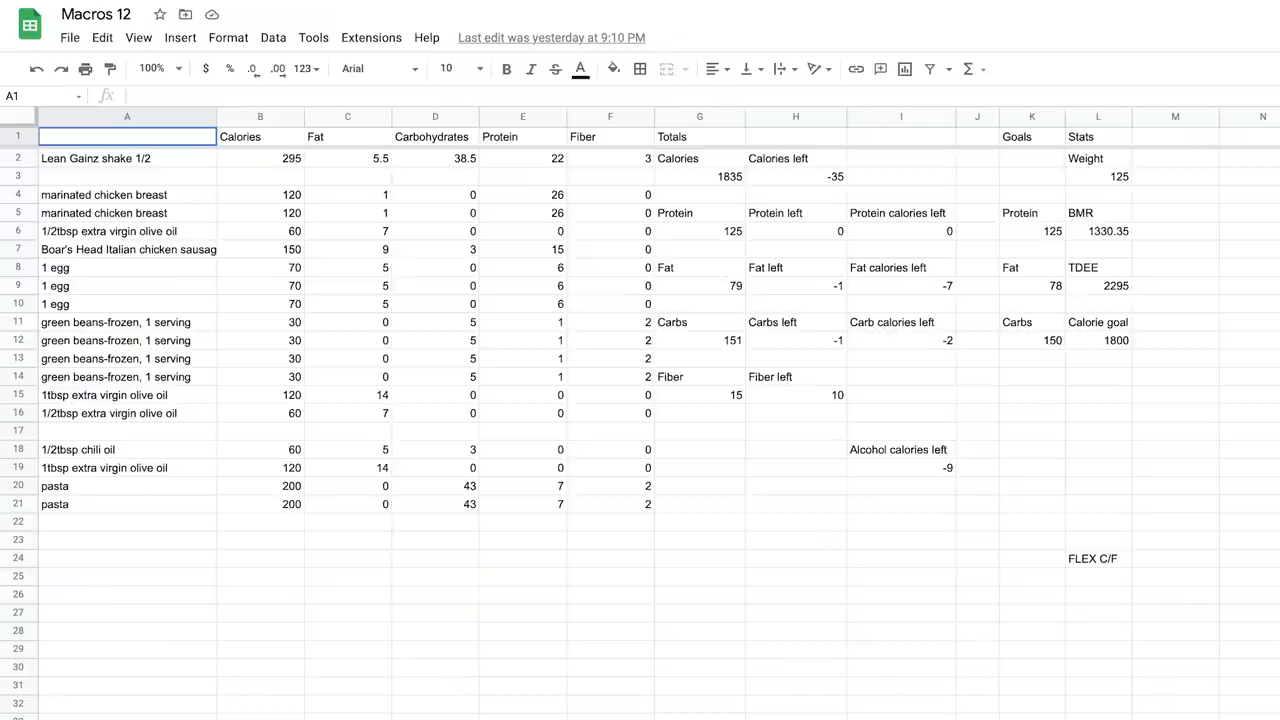 Macros 12
File Edit View Insert Format Data Tools Extensions Help Last edit was yesterday at 9:10 PM
100% $ % .0 .00 123 Arial 10 B I S A Σ
A1 fx
A B C D E F G H I J K L M N
1 Calories Fat Carbohydrates Protein Fiber Totals Goals Stats
2 Lean Gainz shake 1/2 295 5.5 38.5 22 3 Calories Calories left Weight
3 1835 -35 125
4 marinated chicken breast 120 1 0 26 0
5 marinated chicken breast 120 1 0 26 0 Protein Protein left Protein calories left Protein BMR
6 1/2tbsp extra virgin olive oil 60 7 0 0 0 125 0 0 125 1330.35
7 Boar's Head Italian chicken sausag 150 9 3 15 0
8 1 egg 70 5 0 6 0 Fat Fat left Fat calories left Fat TDEE
9 1 egg 70 5 0 6 0 79 -1 -7 78 2295
10 1 egg 70 5 0 6 0
11 green beans-frozen, 1 serving 30 0 5 1 2 Carbs Carbs left Carb calories left Carbs Calorie goal
12 green beans-frozen, 1 serving 30 0 5 1 2 151 -1 -2 150 1800
13 green beans-frozen, 1 serving 30 0 5 1 2
14 green beans-frozen, 1 serving 30 0 5 1 2 Fiber Fiber left
15 1tbsp extra virgin olive oil 120 14 0 0 0 15 10
16 1/2tbsp extra virgin olive oil 60 7 0 0 0
17
18 1/2tbsp chili oil 60 5 3 0 0 Alcohol calories left
19 1tbsp extra virgin olive oil 120 14 0 0 0 -9
20 pasta 200 0 43 7 2
21 pasta 200 0 43 7 2
22
23
24 FLEX C/F
25
26
27
28
29
30
31
32